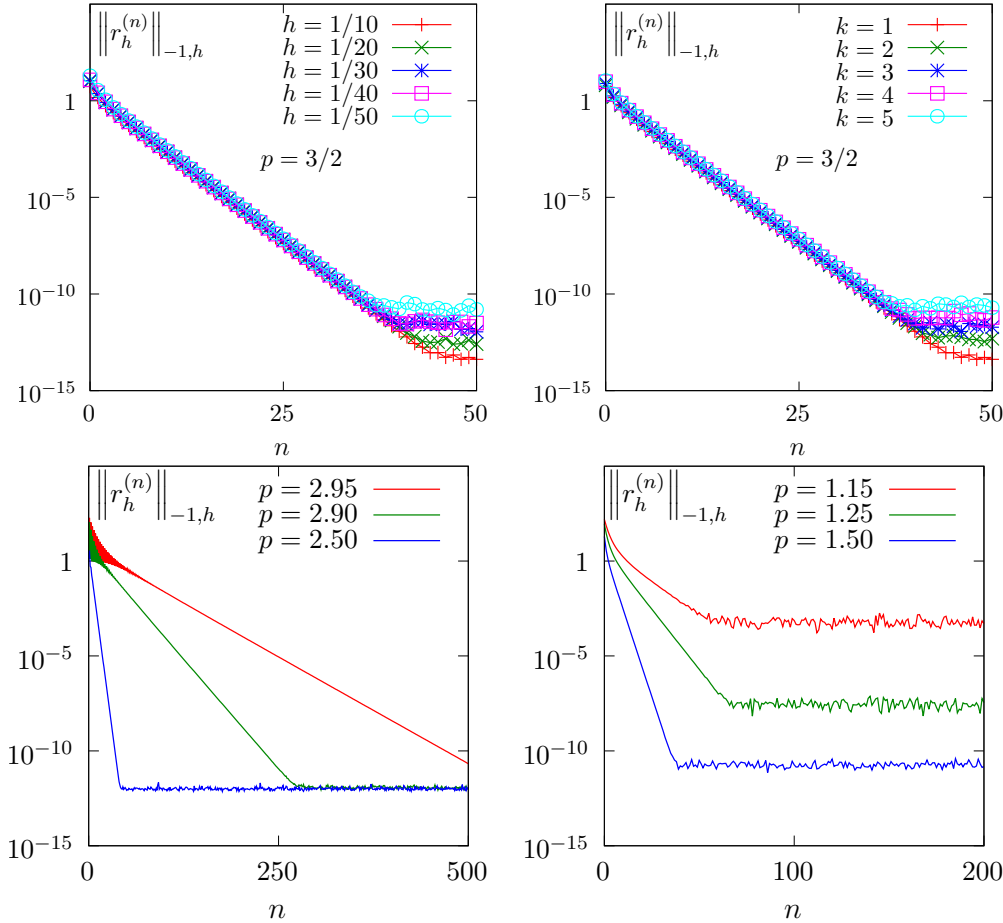 ‖r_h^(n)‖_{-1,h}
h = 1/10
h = 1/20
h = 1/30
h = 1/40
h = 1/50
p = 3/2
1
10^{-5}
10^{-10}
10^{-15}
0
25
50
n
‖r_h^(n)‖_{-1,h}
k = 1
k = 2
k = 3
k = 4
k = 5
p = 3/2
1
10^{-5}
10^{-10}
10^{-15}
0
25
50
n
‖r_h^(n)‖_{-1,h}
p = 2.95
p = 2.90
p = 2.50
1
10^{-5}
10^{-10}
10^{-15}
0
250
500
n
‖r_h^(n)‖_{-1,h}
p = 1.15
p = 1.25
p = 1.50
1
10^{-5}
10^{-10}
10^{-15}
0
100
200
n